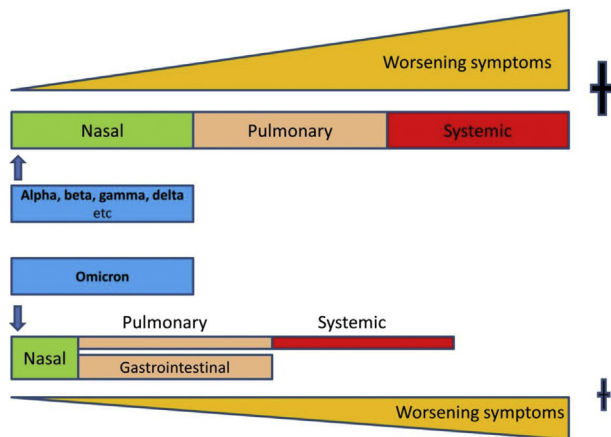 Worsening symptoms
Nasal Pulmonary Systemic
Alpha, beta, gamma, delta
etc
Omicron
Pulmonary Systemic
Nasal
Gastrointestinal
Worsening symptoms